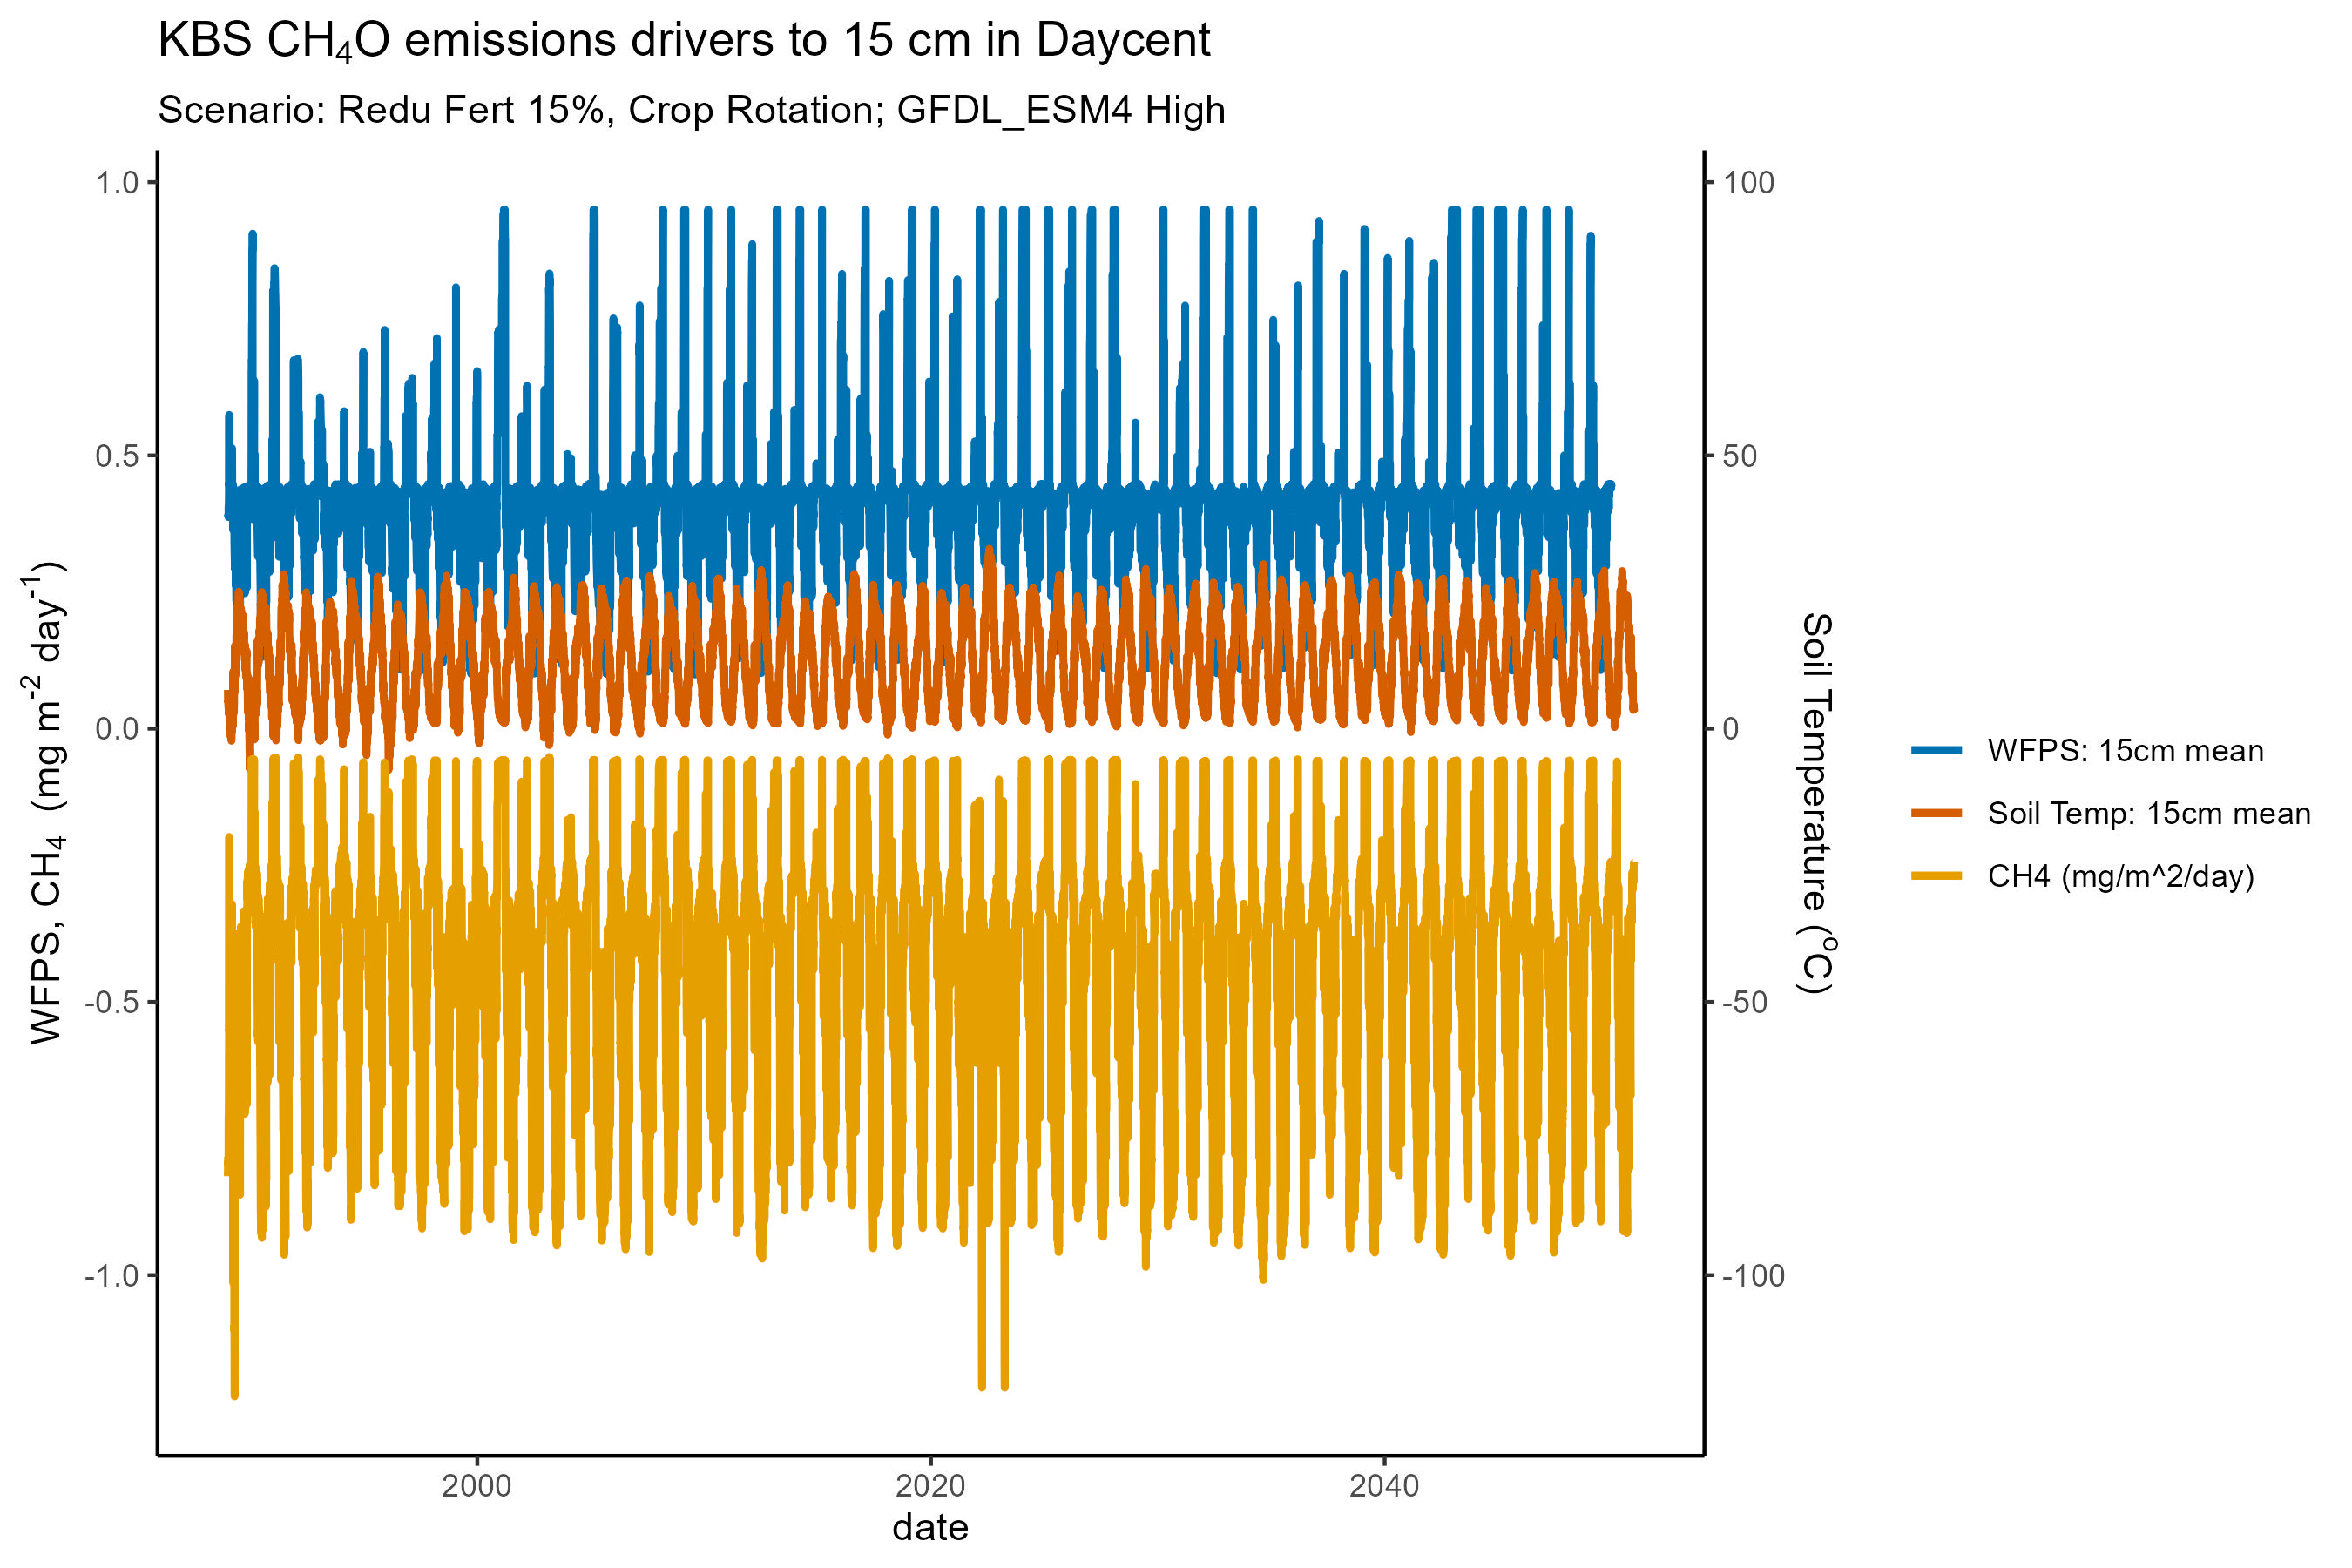 KBS CH₄O emissions drivers to 15 cm in Daycent
Scenario: Redu Fert 15%, Crop Rotation; GFDL_ESM4 High
WFPS, CH₄ (mg m⁻² day⁻¹)
1.0
0.5
0.0
-0.5
-1.0
100
50
0
-50
-100
Soil Temperature (°C)
2000
2020
2040
date
WFPS: 15cm mean
Soil Temp: 15cm mean
CH4 (mg/m^2/day)